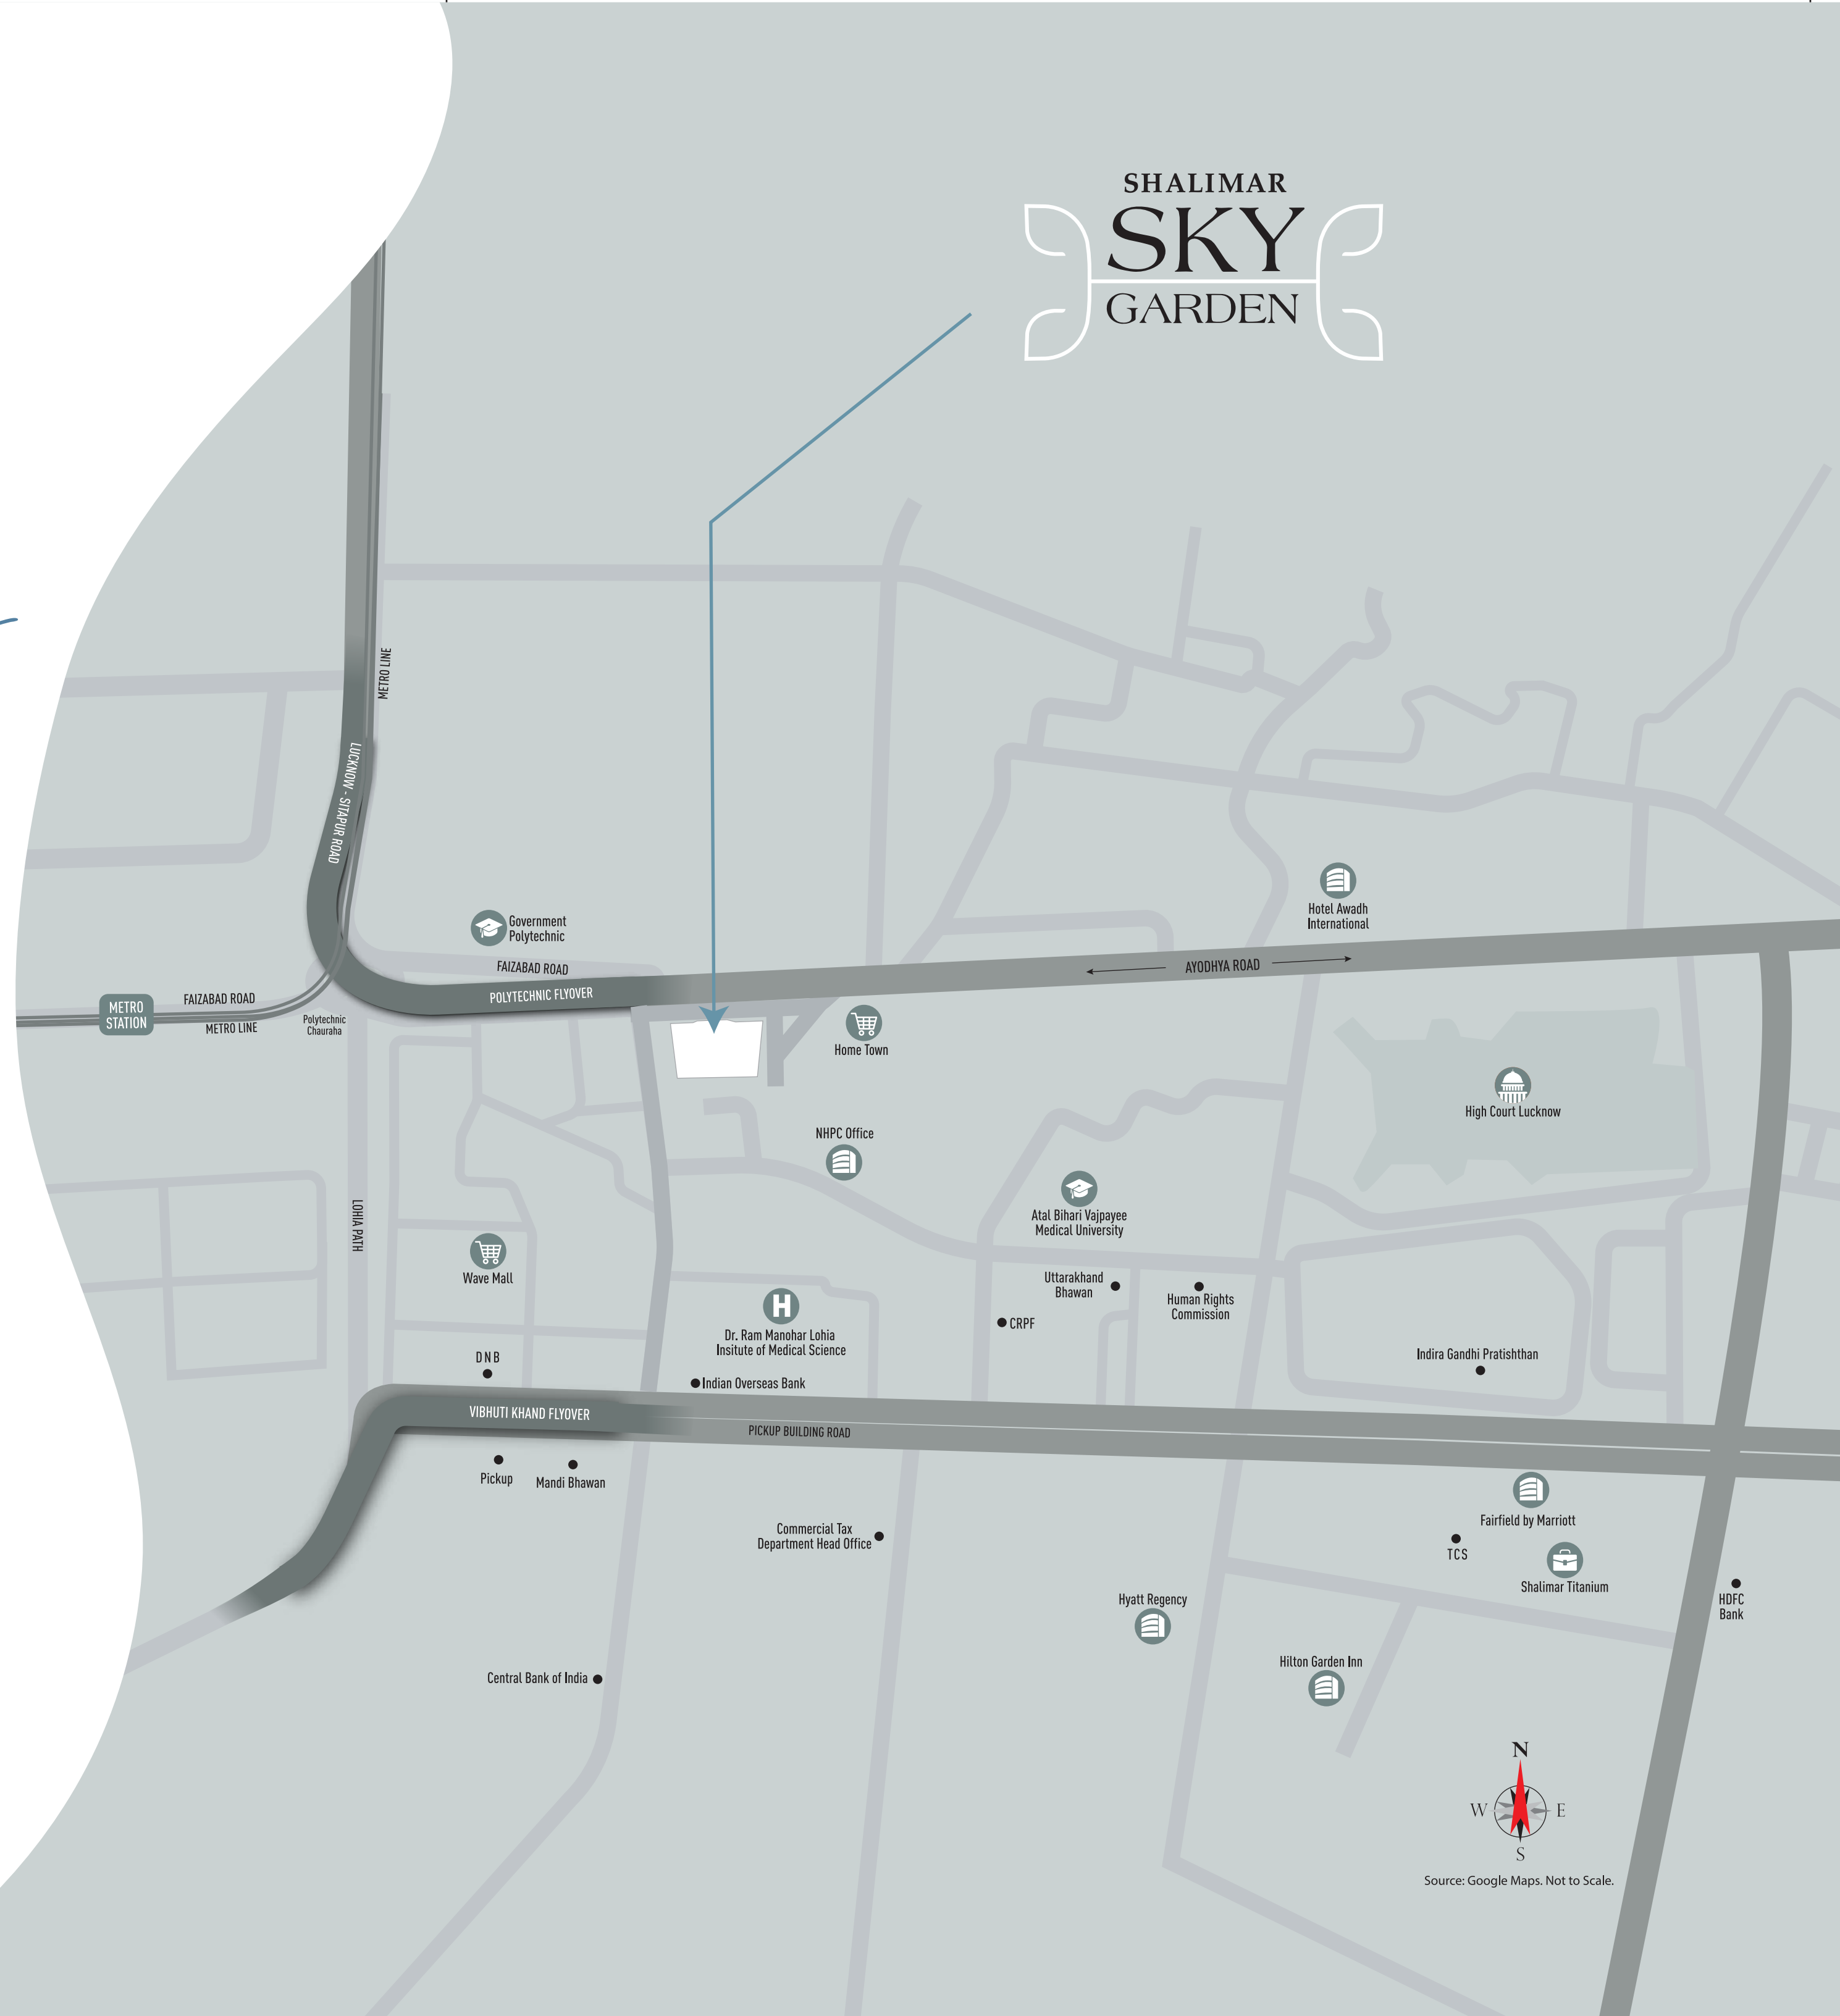 SHALIMAR
SKY
GARDEN
METRO LINE
LUCKNOW - SITAPUR ROAD
Hotel Awadh
International
Government
Polytechnic
FAIZABAD ROAD
AYODHYA ROAD
POLYTECHNIC FLYOVER
METRO
STATION
FAIZABAD ROAD
METRO LINE
Polytechnic
Chauraha
Home Town
High Court Lucknow
NHPC Office
LOHIA PATH
Atal Bihari Vajpayee
Medical University
Wave Mall
Uttarakhand
Bhawan
Human Rights
Commission
CRPF
Dr. Ram Manohar Lohia
Insitute of Medical Science
DNB
Indira Gandhi Pratishthan
Indian Overseas Bank
VIBHUTI KHAND FLYOVER
PICKUP BUILDING ROAD
Pickup
Mandi Bhawan
Fairfield by Marriott
Commercial Tax
Department Head Office
TCS
Shalimar Titanium
Hyatt Regency
HDFC
Bank
Hilton Garden Inn
Central Bank of India
N
W E
S
Source: Google Maps. Not to Scale.